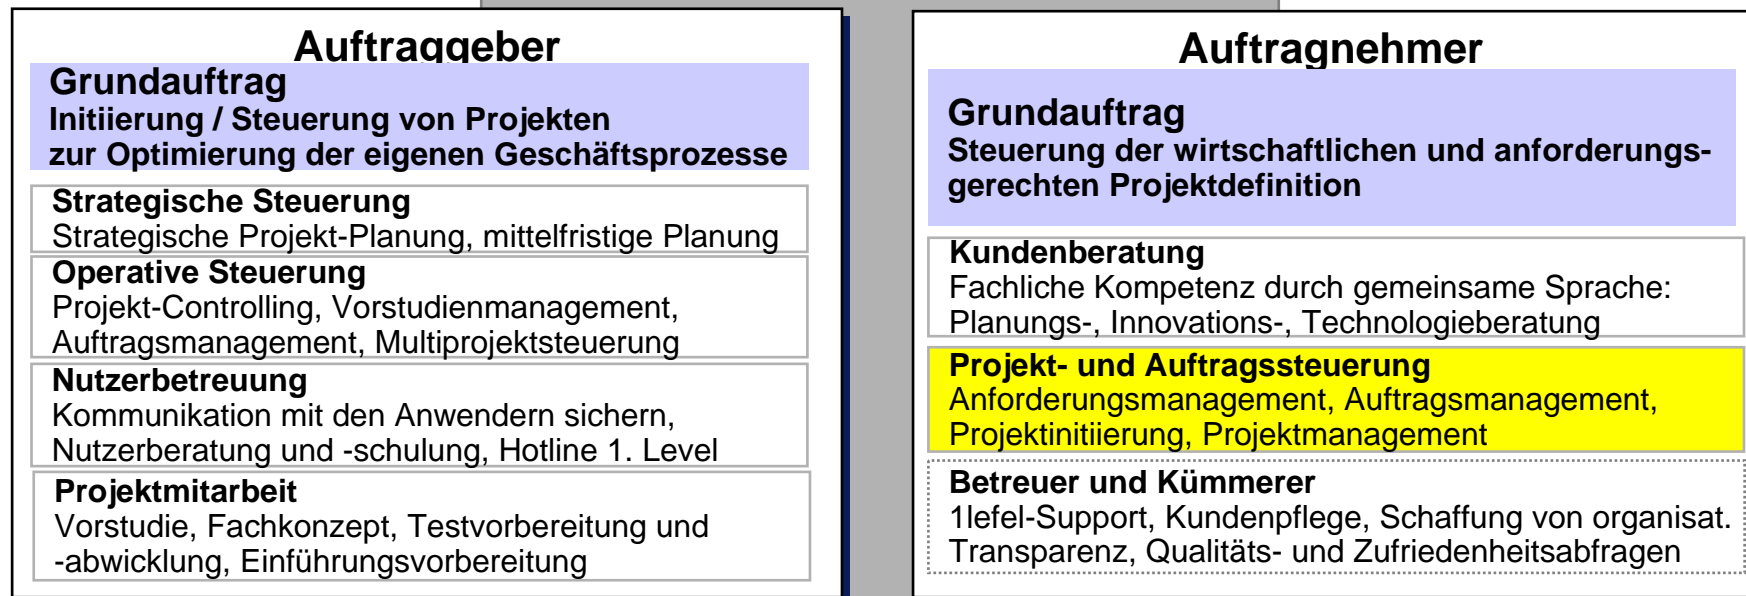 Auftraggeber
Grundauftrag
Initiierung / Steuerung von Projekten
zur Optimierung der eigenen Geschäftsprozesse
Strategische Steuerung
Strategische Projekt-Planung, mittelfristige Planung
Operative Steuerung
Projekt-Controlling, Vorstudienmanagement,
Auftragsmanagement, Multiprojektsteuerung
Nutzerbetreuung
Kommunikation mit den Anwendern sichern,
Nutzerberatung und -schulung, Hotline 1. Level
Projektmitarbeit
Vorstudie, Fachkonzept, Testvorbereitung und
-abwicklung, Einführungsvorbereitung
Auftragnehmer
Grundauftrag
Steuerung der wirtschaftlichen und anforderungs-
gerechten Projektdefinition
Kundenberatung
Fachliche Kompetenz durch gemeinsame Sprache:
Planungs-, Innovations-, Technologieberatung
Projekt- und Auftragssteuerung
Anforderungsmanagement, Auftragsmanagement,
Projektinitiierung, Projektmanagement
Betreuer und Kümmerer
1lefel-Support, Kundenpflege, Schaffung von organisat.
Transparenz, Qualitäts- und Zufriedenheitsabfragen